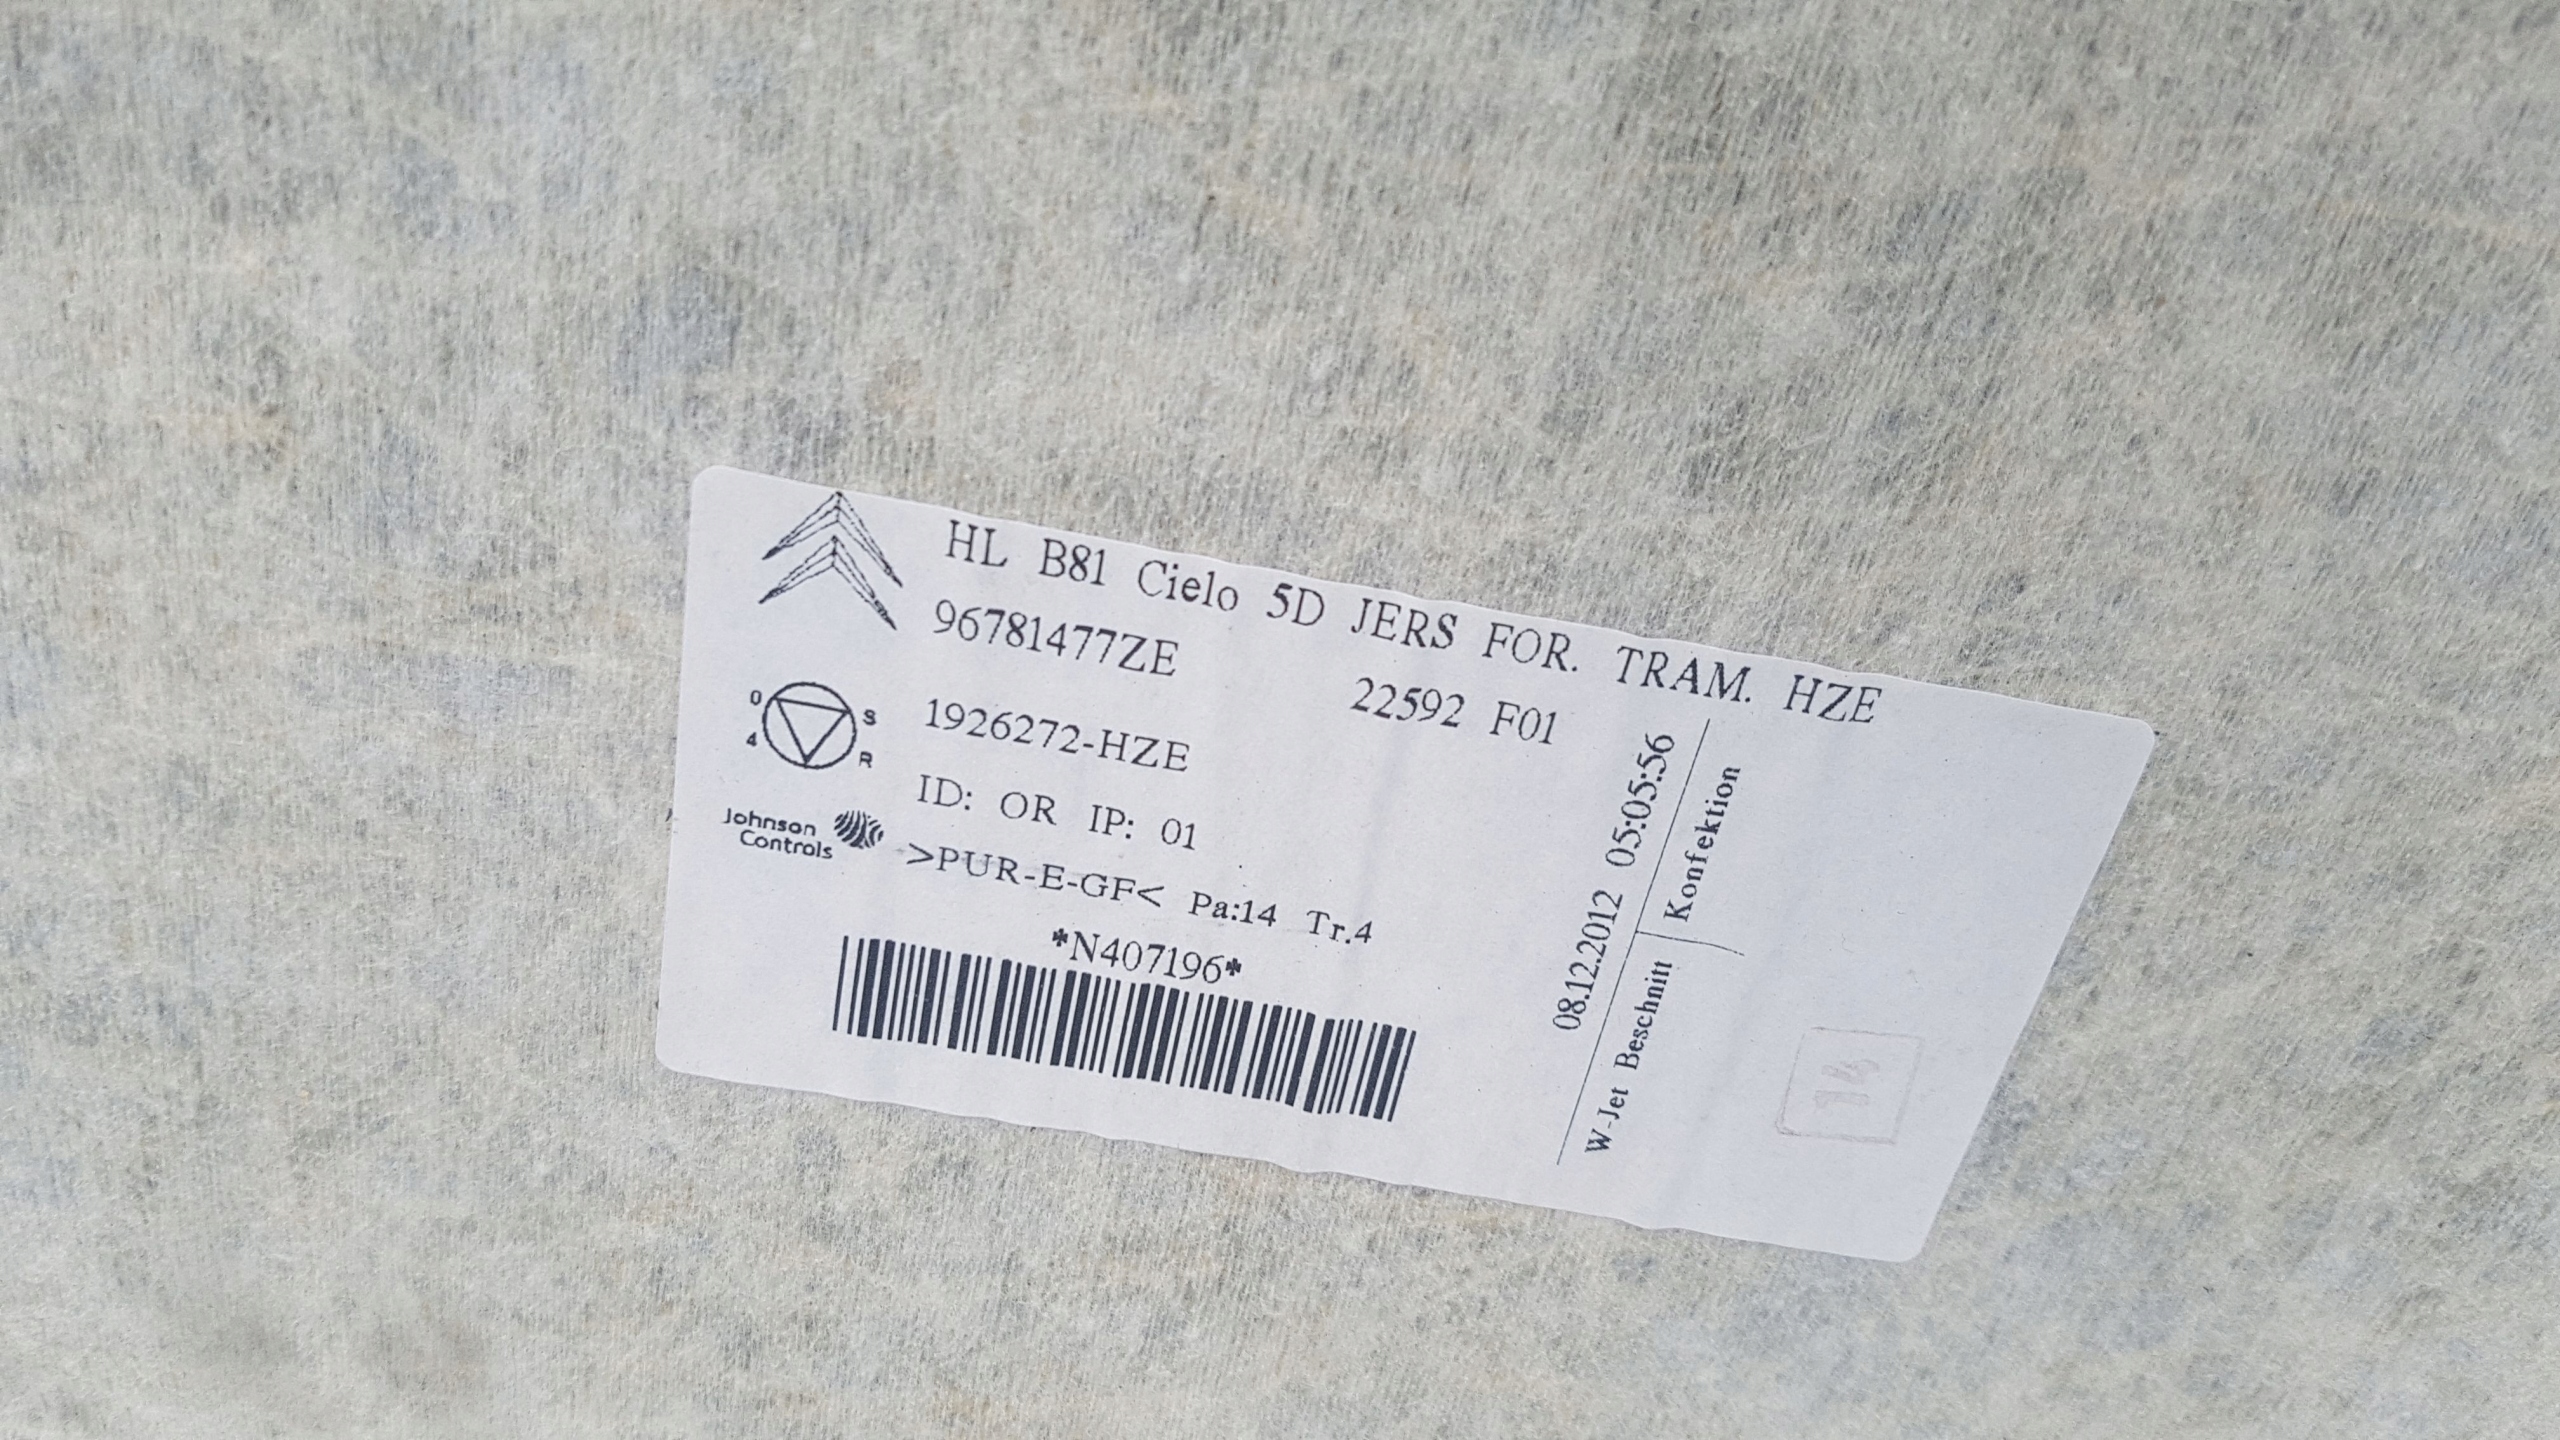 HL B81 Cielo 5D JERS FOR. TRAM. HZE
96781477ZE
22592 F01
0 S
4 R
1926272-HZE
ID: OR IP: 01
Johnson
Controls
>PUR-E-GF< Pa:14 Tr.4
*N407196*
08.12.2012 05:05:56
W-Jet Beschnitt
Konfektion
14